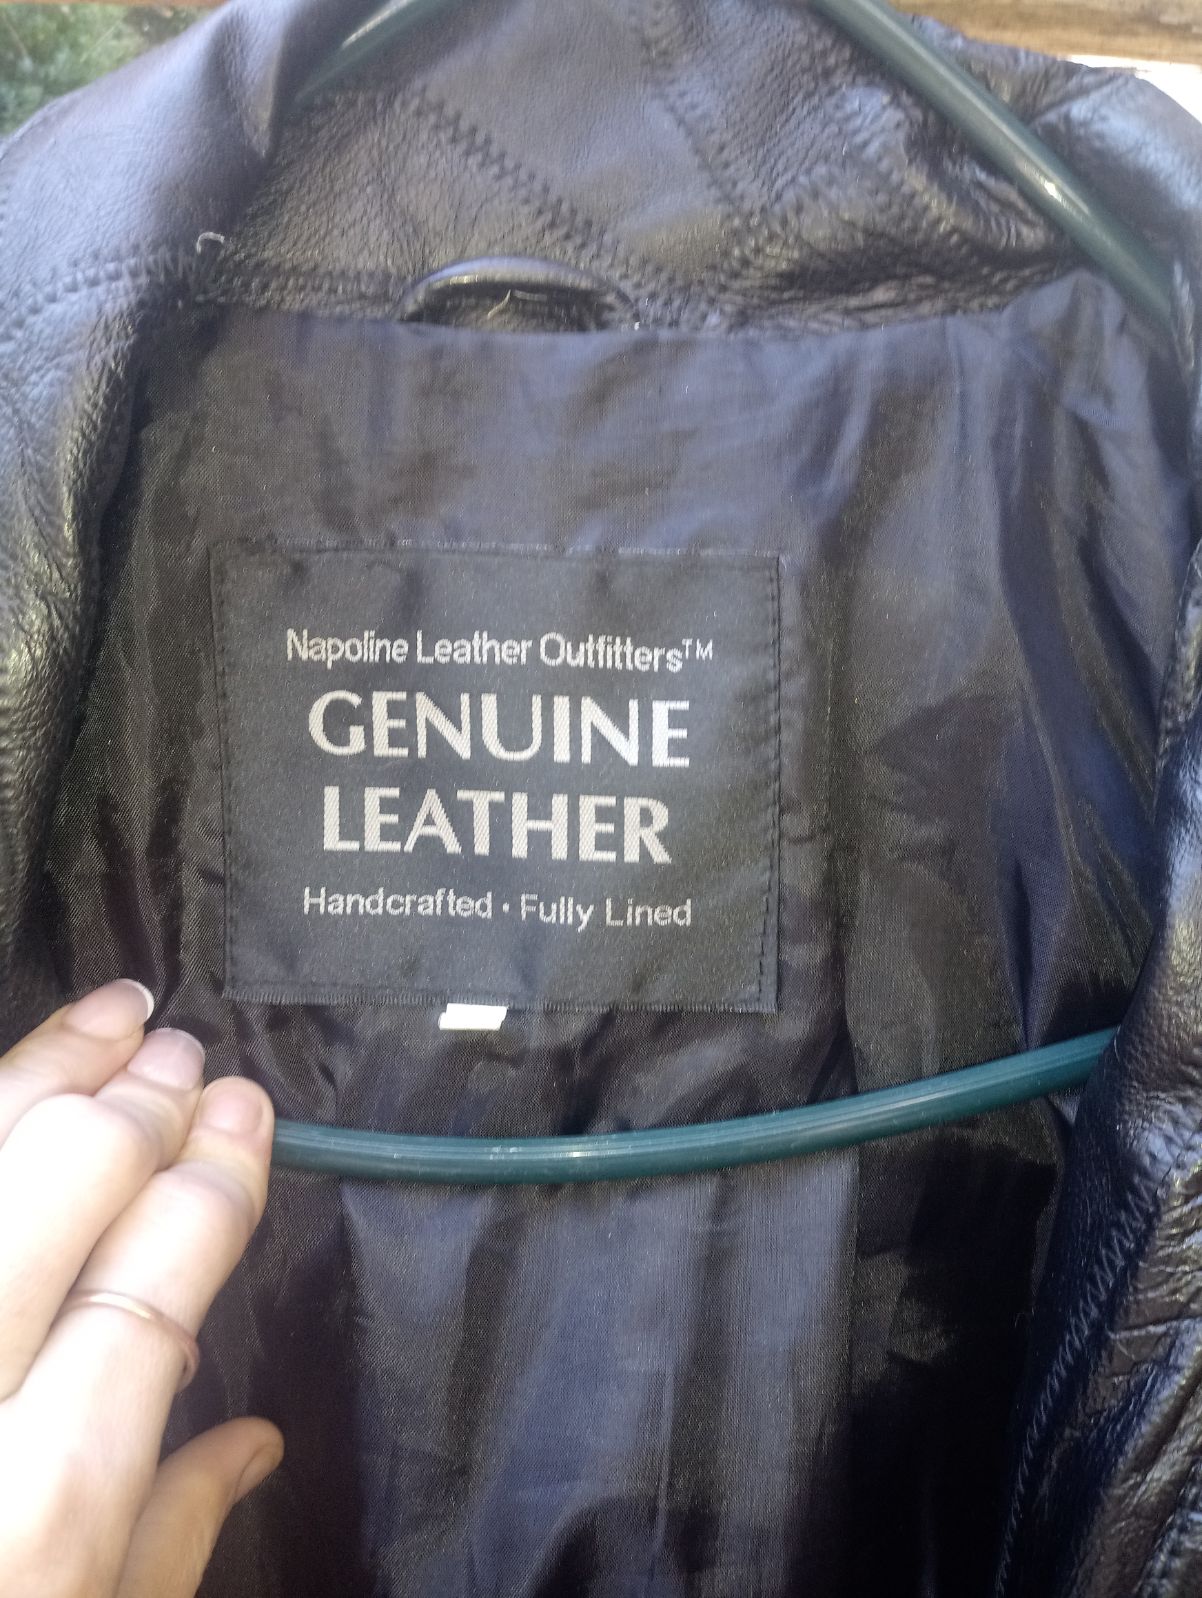 Napoline Leather Outfitters™
GENUINE
LEATHER
Handcrafted · Fully Lined